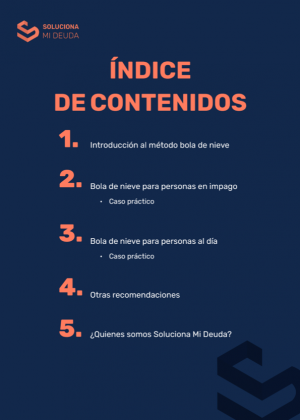 SOLUCIONA
MI DEUDA
ÍNDICE
DE CONTENIDOS
1. Introducción al método bola de nieve
2. Bola de nieve para personas en impago
• Caso práctico
3. Bola de nieve para personas al día
• Caso práctico
4. Otras recomendaciones
5. ¿Quienes somos Soluciona Mi Deuda?